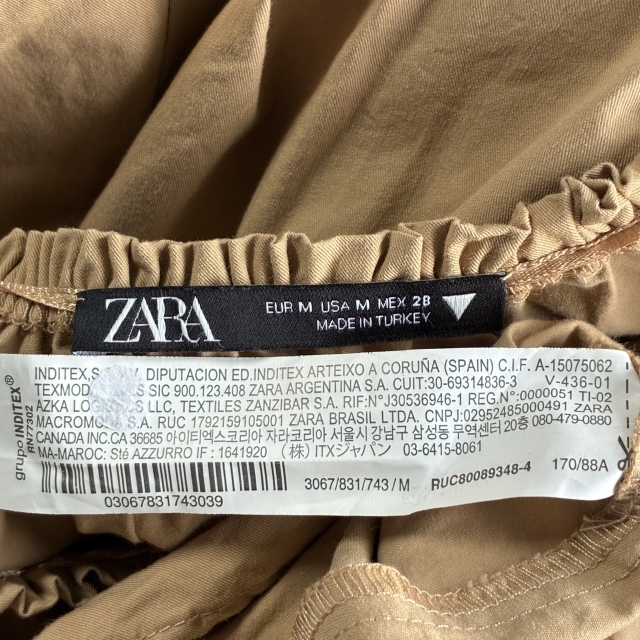 ZARA
EUR M USA M MEX 28
MADE IN TURKEY
grupo INDITEX®
RN77302
INDITEX,S. DIPUTACION ED.INDITEX ARTEIXO A CORUÑA (SPAIN) C.I.F. A-15075062
TEXMOD SIC 900.123.408 ZARA ARGENTINA S.A. CUIT:30-69314836-3 V-436-01
AZKA LOG LLC, TEXTILES ZANZIBAR S.A. RIF:N°J30536946-1 REG.N°0000051 TI-02
MACROMO S.A. RUC 1792159105001 ZARA BRASIL LTDA. CNPJ:02952485000491 ZARA
CANADA INC.CA 36685 아이티엑스코리아 자라코리아 서울시 강남구 삼성동 무역센터 20층 080-479-0880
MA-MAROC: Sté AZZURRO IF : 1641920 (株) ITXジャパン 03-6415-8061
3067/831/743 / M RUC80089348-4 170/88A
03067831743039